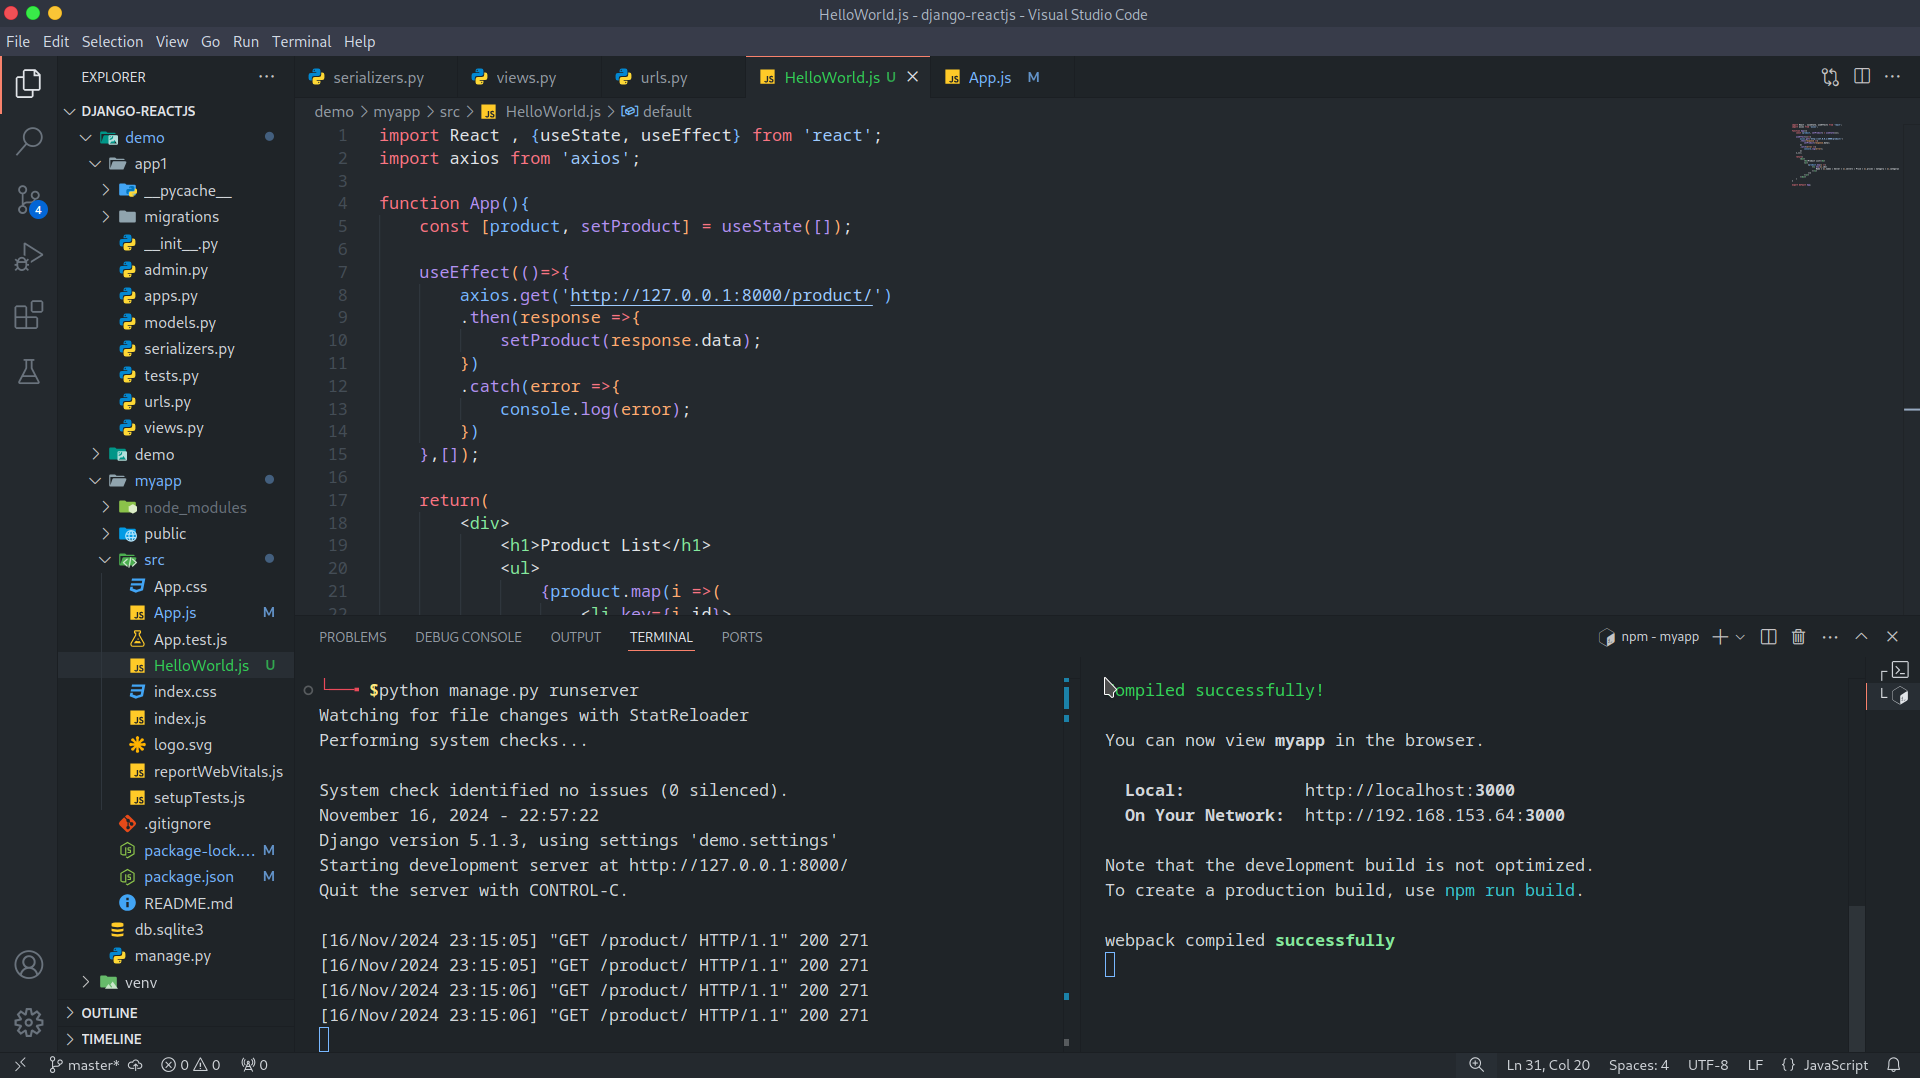 HelloWorld.js - django-reactjs - Visual Studio Code
File Edit Selection View Go Run Terminal Help
EXPLORER
DJANGO-REACTJS
demo
app1
__pycache__
migrations
__init__.py
admin.py
apps.py
models.py
serializers.py
tests.py
urls.py
views.py
demo
myapp
node_modules
public
src
App.css
App.js M
App.test.js
HelloWorld.js U
index.css
index.js
logo.svg
reportWebVitals.js
setupTests.js
.gitignore
package-lock.... M
package.json M
README.md
db.sqlite3
manage.py
venv
OUTLINE
TIMELINE
4
serializers.py views.py urls.py JS HelloWorld.js U JS App.js M
demo > myapp > src > JS HelloWorld.js > default
1 import React , {useState, useEffect} from 'react';
2 import axios from 'axios';
3
4 function App(){
5 const [product, setProduct] = useState([]);
6
7 useEffect(()=>{
8 axios.get('http://127.0.0.1:8000/product/')
9 .then(response =>{
10 setProduct(response.data);
11 })
12 .catch(error =>{
13 console.log(error);
14 })
15 },[]);
16
17 return(
18 <div>
19 <h1>Product List</h1>
20 <ul>
21 {product.map(i =>(
22 <li key={i.id}>
PROBLEMS DEBUG CONSOLE OUTPUT TERMINAL PORTS
npm - myapp
$python manage.py runserver
Watching for file changes with StatReloader
Performing system checks...
System check identified no issues (0 silenced).
November 16, 2024 - 22:57:22
Django version 5.1.3, using settings 'demo.settings'
Starting development server at http://127.0.0.1:8000/
Quit the server with CONTROL-C.
[16/Nov/2024 23:15:05] "GET /product/ HTTP/1.1" 200 271
[16/Nov/2024 23:15:05] "GET /product/ HTTP/1.1" 200 271
[16/Nov/2024 23:15:06] "GET /product/ HTTP/1.1" 200 271
[16/Nov/2024 23:15:06] "GET /product/ HTTP/1.1" 200 271
Compiled successfully!
You can now view myapp in the browser.
Local: http://localhost:3000
On Your Network: http://192.168.153.64:3000
Note that the development build is not optimized.
To create a production build, use npm run build.
webpack compiled successfully
master* 0 0 0
Ln 31, Col 20 Spaces: 4 UTF-8 LF {} JavaScript